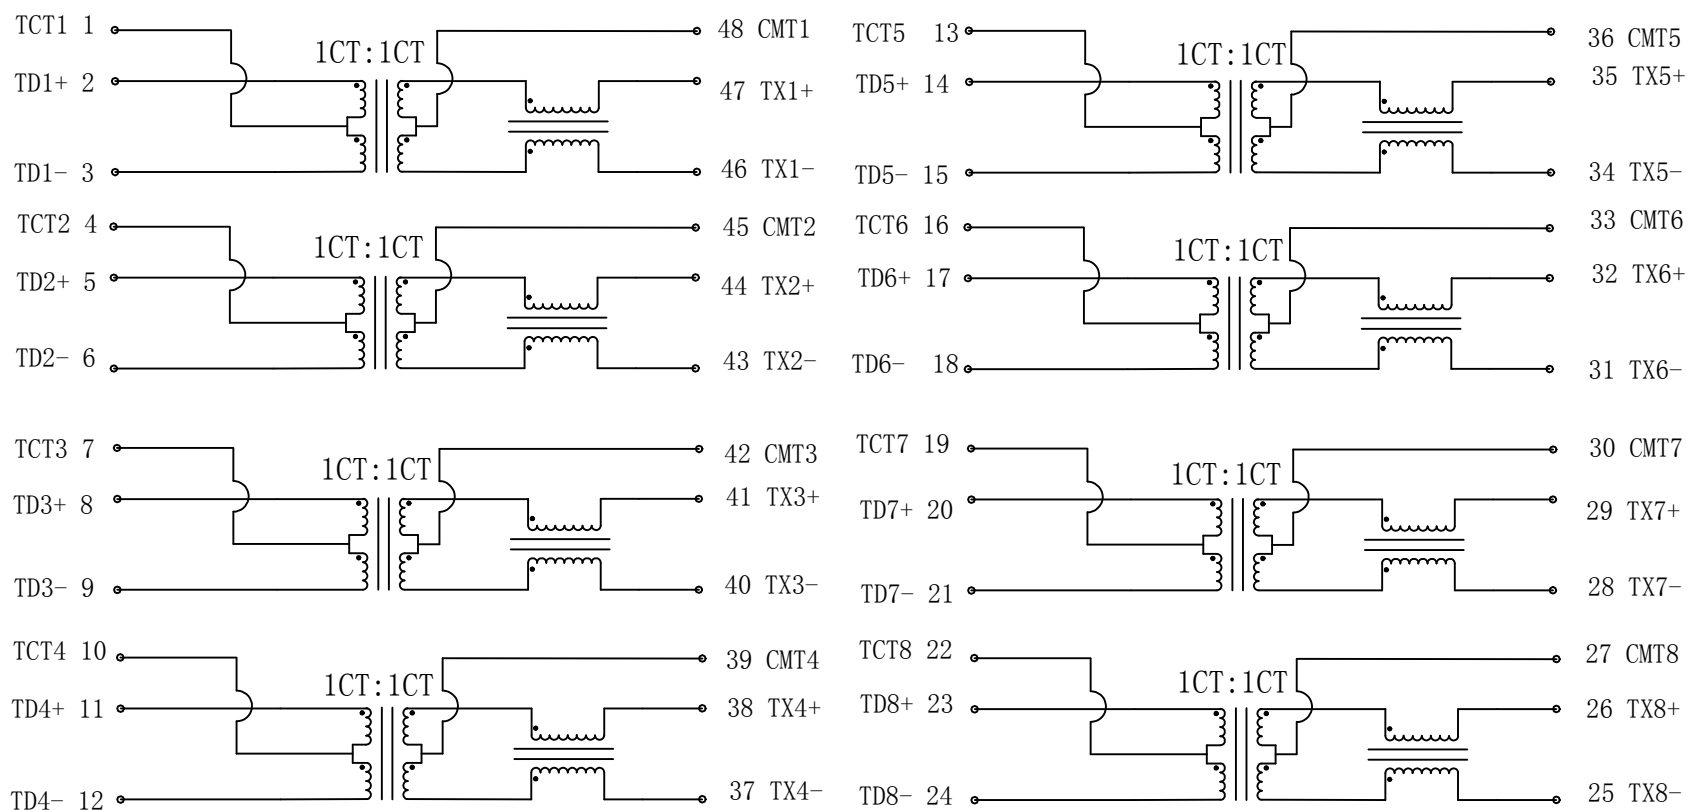 TCT1 1
1CT:1CT
48 CMT1
TD1+ 2
47 TX1+
TD1- 3
46 TX1-
TCT2 4
1CT:1CT
45 CMT2
TD2+ 5
44 TX2+
TD2- 6
43 TX2-
TCT3 7
1CT:1CT
42 CMT3
TD3+ 8
41 TX3+
TD3- 9
40 TX3-
TCT4 10
1CT:1CT
39 CMT4
TD4+ 11
38 TX4+
TD4- 12
37 TX4-
TCT5 13
1CT:1CT
36 CMT5
TD5+ 14
35 TX5+
TD5- 15
34 TX5-
TCT6 16
1CT:1CT
33 CMT6
TD6+ 17
32 TX6+
TD6- 18
31 TX6-
TCT7 19
1CT:1CT
30 CMT7
TD7+ 20
29 TX7+
TD7- 21
28 TX7-
TCT8 22
1CT:1CT
27 CMT8
TD8+ 23
26 TX8+
TD8- 24
25 TX8-